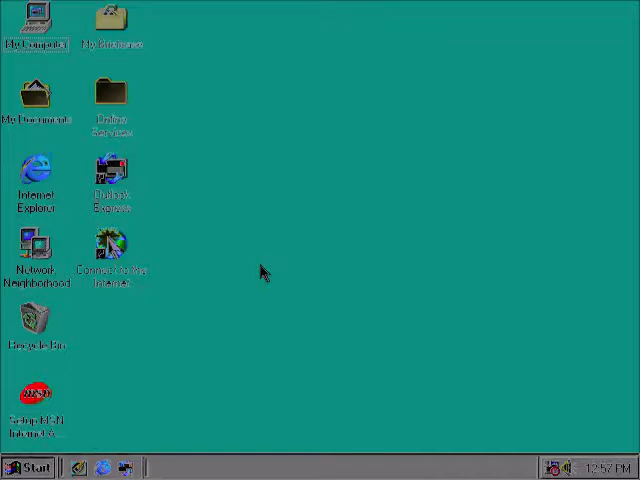 My Computer
My Briefcase
My Documents
Online
Services
Internet
Explorer
Outlook
Express
Network
Neighborhood
Connect to the
Internet
Recycle Bin
msn
Setup MSN
Internet A...
Start
12:57 PM